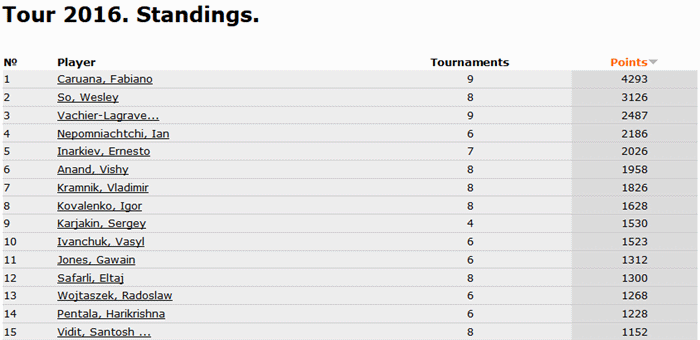 Tour 2016. Standings.
№ Player Tournaments Points
1 Caruana, Fabiano 9 4293
2 So, Wesley 8 3126
3 Vachier-Lagrave... 9 2487
4 Nepomniachtchi, Ian 6 2186
5 Inarkiev, Ernesto 7 2026
6 Anand, Vishy 8 1958
7 Kramnik, Vladimir 8 1826
8 Kovalenko, Igor 8 1628
9 Karjakin, Sergey 4 1530
10 Ivanchuk, Vasyl 6 1523
11 Jones, Gawain 6 1312
12 Safarli, Eltaj 8 1300
13 Wojtaszek, Radoslaw 6 1268
14 Pentala, Harikrishna 6 1228
15 Vidit, Santosh ... 8 1152